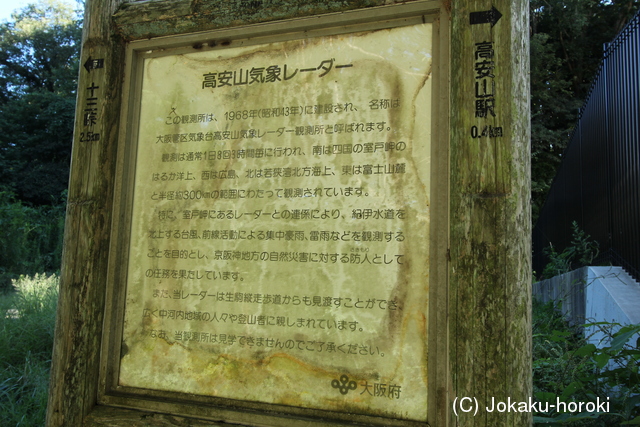 高安山気象レーダー
この観測所は、1968年(昭和43年)に建設され、名称は
大阪管区気象台高安山気象レーダー観測所と呼ばれます。
観測は通常1日8回3時間毎に行われ、南は四国の室戸岬の
はるか洋上、西は広島、北は若狭湾北方海上、東は富士山麓
と半径約300kmの範囲にわたって観測されています。
特に、室戸岬にあるレーダーとの連係により、紀伊水道を
北上する台風、前線活動による集中豪雨、雷雨などを観測する
ことを目的とし、京阪神地方の自然災害に対する防人として
の任務を果たしています。
また、当レーダーは生駒縦走歩道からも見渡すことができ、
広く中河内地域の人々や登山者に親しまれています。
なお、当観測所は見学できませんのでご了承ください。
大阪府
十三峠
2.5km
高安山駅
0.4km
(C) Jokaku-horoki